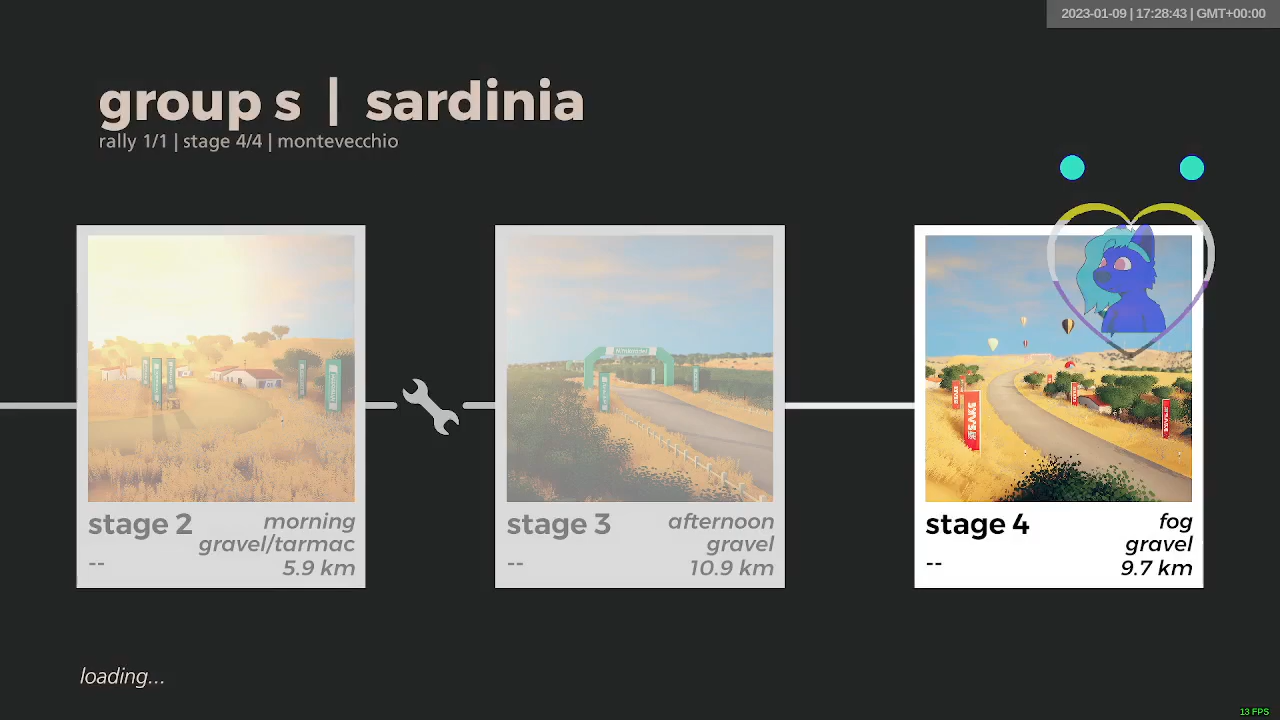 2023-01-09 | 17:28:43 | GMT+00:00
group s | sardinia
rally 1/1 | stage 4/4 | montevecchio
stage 2
morning
gravel/tarmac
--
5.9 km
stage 3
afternoon
gravel
--
10.9 km
stage 4
fog
gravel
--
9.7 km
loading...
13 FPS